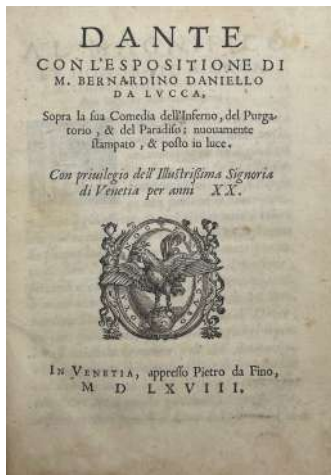 DANTE
CON L'ESPOSITIONE DI
M. BERNARDINO DANIELLO
DA LVCCA,
Sopra la sua Comedia dell'Inferno, del Purga-
torio, & del Paradiso; nuouamente
stampato, & posto in luce.
Con priuilegio dell'Illustrißima Signoria
di Venetia per anni XX.
IN VENETIA, appresso Pietro da Fino,
M D LXVIII.